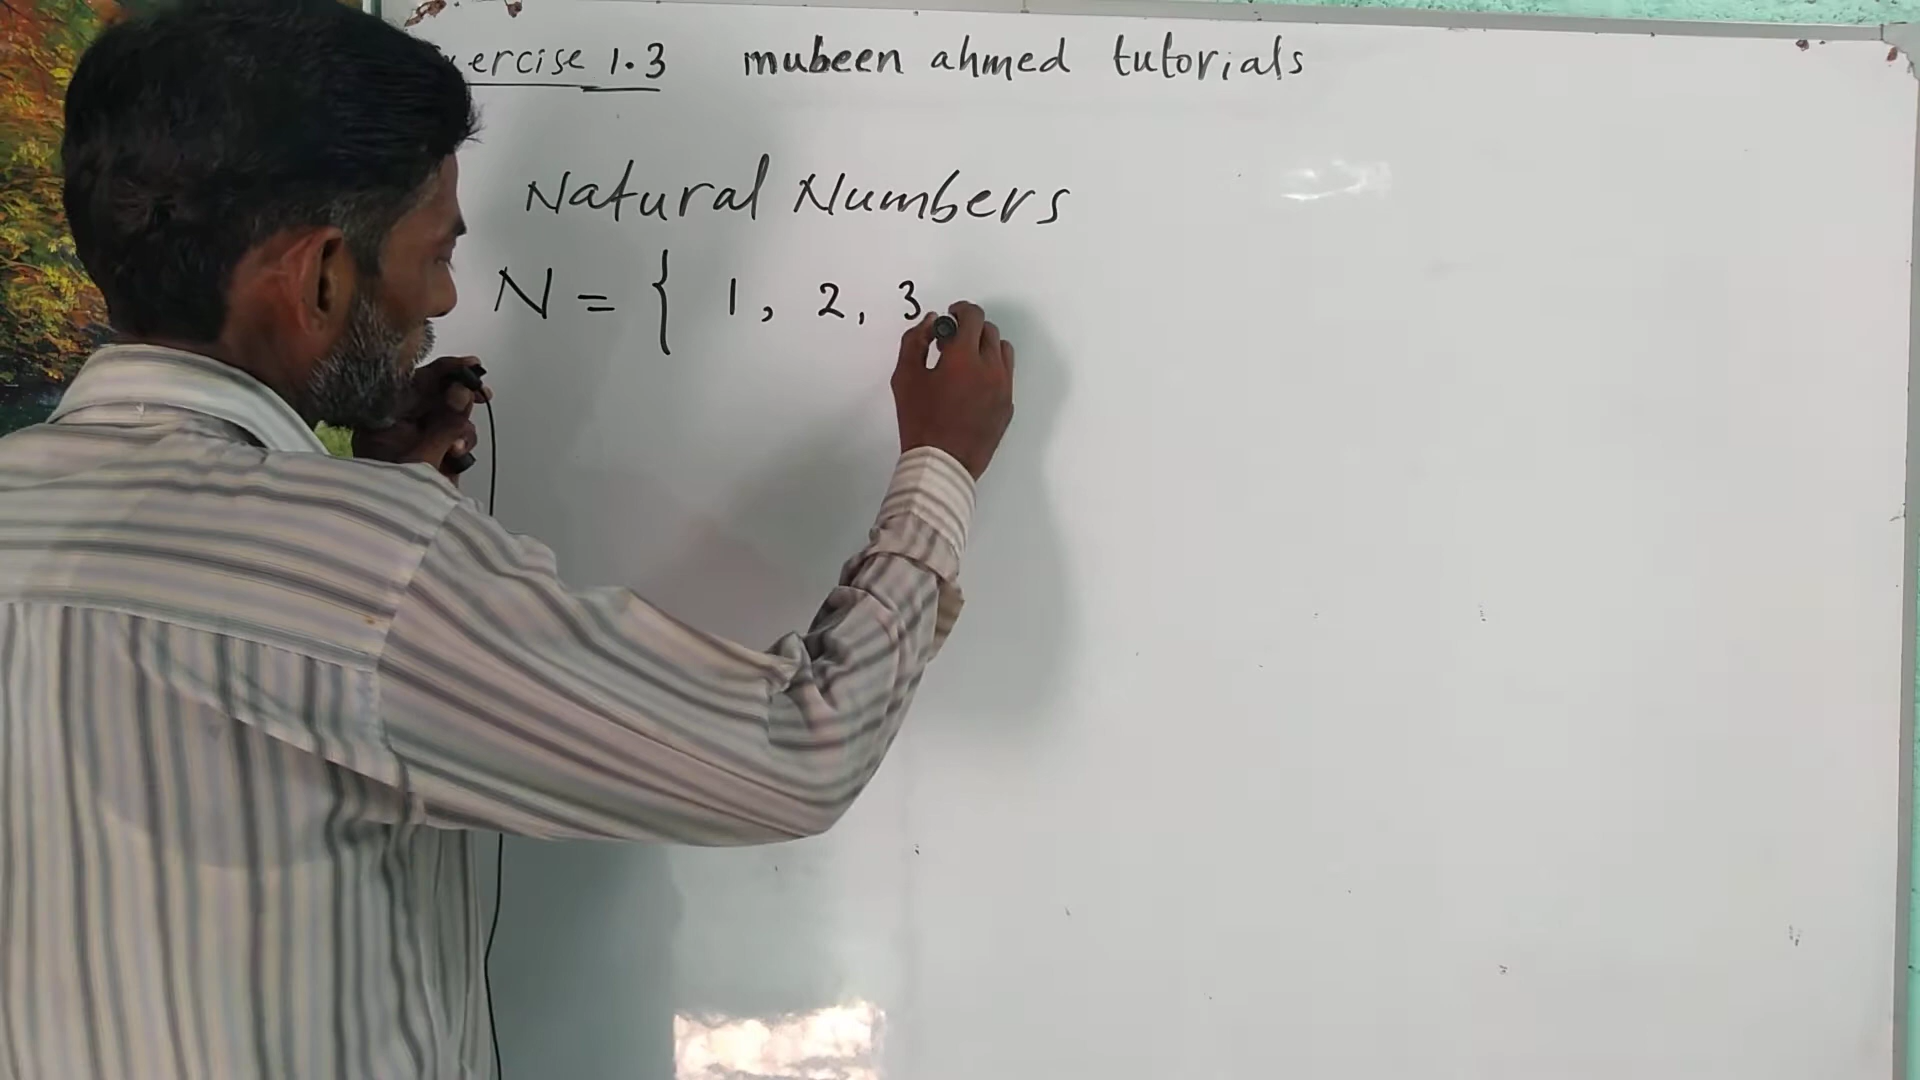 ercise 1.3 mubeen ahmed tutorials
Natural Numbers
N = { 1, 2, 3,